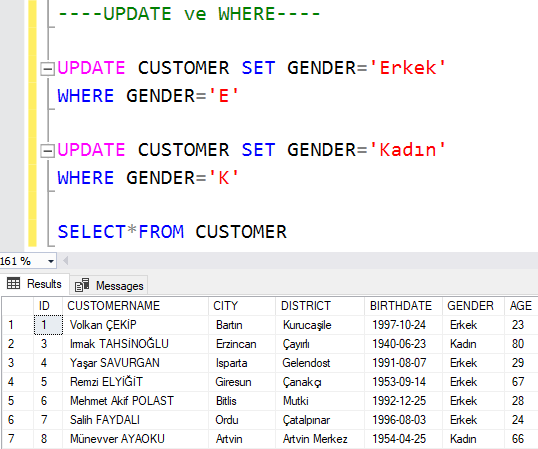 ----UPDATE ve WHERE----
UPDATE CUSTOMER SET GENDER='Erkek'
WHERE GENDER='E'
UPDATE CUSTOMER SET GENDER='Kadın'
WHERE GENDER='K'
SELECT*FROM CUSTOMER
161 %
Results Messages
ID CUSTOMERNAME CITY DISTRICT BIRTHDATE GENDER AGE
1 1 Volkan ÇEKİP Bartın Kurucaşile 1997-10-24 Erkek 23
2 3 Irmak TAHSİNOĞLU Erzincan Çayırlı 1940-06-23 Kadın 80
3 4 Yaşar SAVURGAN Isparta Gelendost 1991-08-07 Erkek 29
4 5 Remzi ELYİĞİT Giresun Çanakçı 1953-09-14 Erkek 67
5 6 Mehmet Akif POLAST Bitlis Mutki 1992-12-25 Erkek 28
6 7 Salih FAYDALI Ordu Çatalpınar 1996-08-03 Erkek 24
7 8 Münevver AYAOKU Artvin Artvin Merkez 1954-04-25 Kadın 66